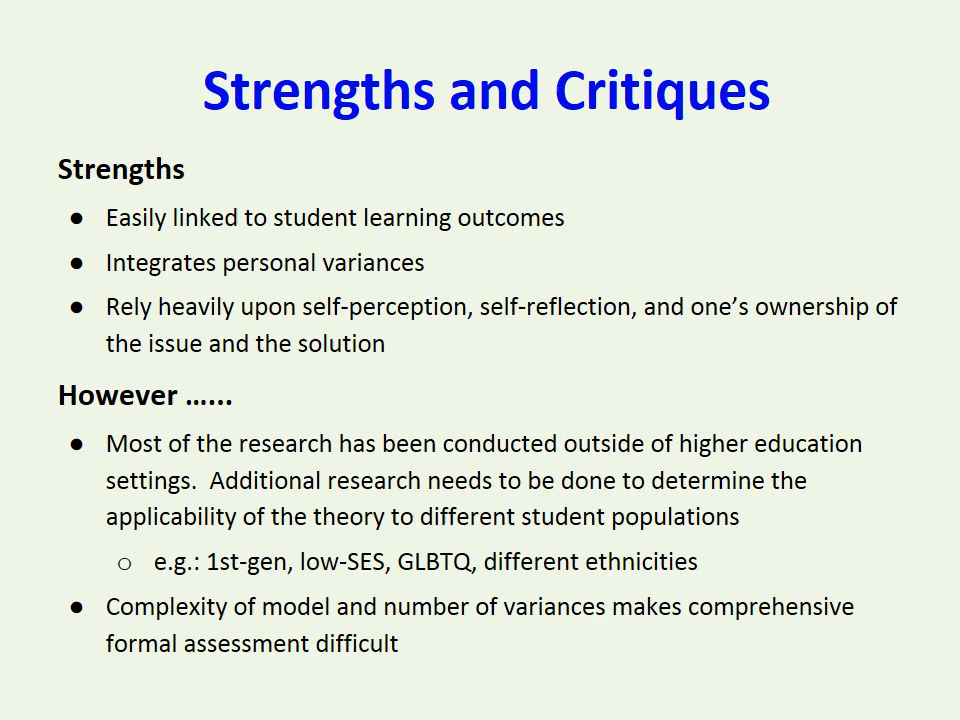 Strengths and Critiques
Strengths
● Easily linked to student learning outcomes
● Integrates personal variances
● Rely heavily upon self-perception, self-reflection, and one’s ownership of
the issue and the solution
However …...
● Most of the research has been conducted outside of higher education
settings.  Additional research needs to be done to determine the
applicability of the theory to different student populations
○ e.g.: 1st-gen, low-SES, GLBTQ, different ethnicities
● Complexity of model and number of variances makes comprehensive
formal assessment difficult